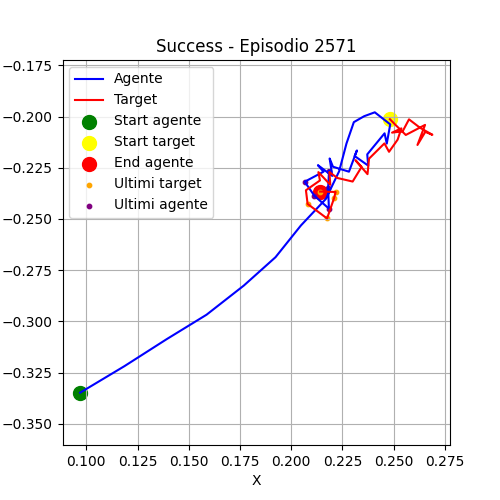 Success - Episodio 2571
Agente
Target
Start agente
Start target
End agente
Ultimi target
Ultimi agente
−0.175
−0.200
−0.225
−0.250
−0.275
−0.300
−0.325
−0.350
0.100 0.125 0.150 0.175 0.200 0.225 0.250 0.275
X